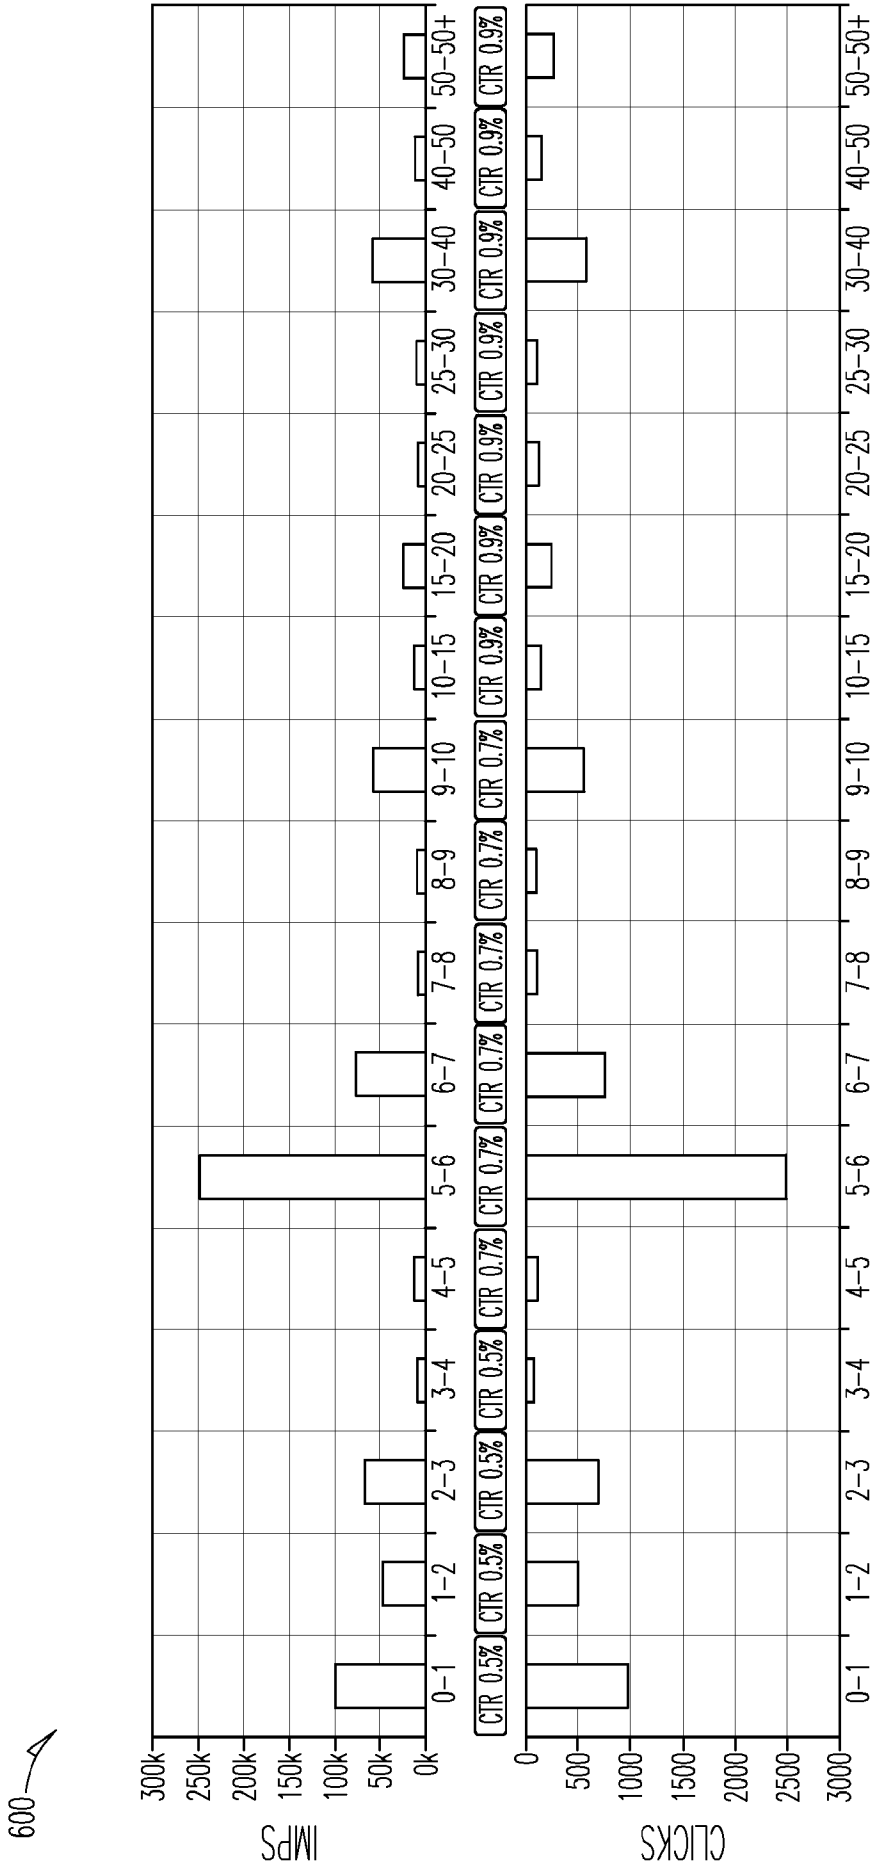 600
IMPS
300k
250k
200k
150k
100k
50k
0k
0-1 1-2 2-3 3-4 4-5 5-6 6-7 7-8 8-9 9-10 10-15 15-20 20-25 25-30 30-40 40-50 50-50+
CTR 0.5% CTR 0.5% CTR 0.5% CTR 0.5% CTR 0.7% CTR 0.7% CTR 0.7% CTR 0.7% CTR 0.7% CTR 0.7% CTR 0.9% CTR 0.9% CTR 0.9% CTR 0.9% CTR 0.9% CTR 0.9% CTR 0.9%
CLICKS
0
500
1000
1500
2000
2500
3000
0-1 1-2 2-3 3-4 4-5 5-6 6-7 7-8 8-9 9-10 10-15 15-20 20-25 25-30 30-40 40-50 50-50+